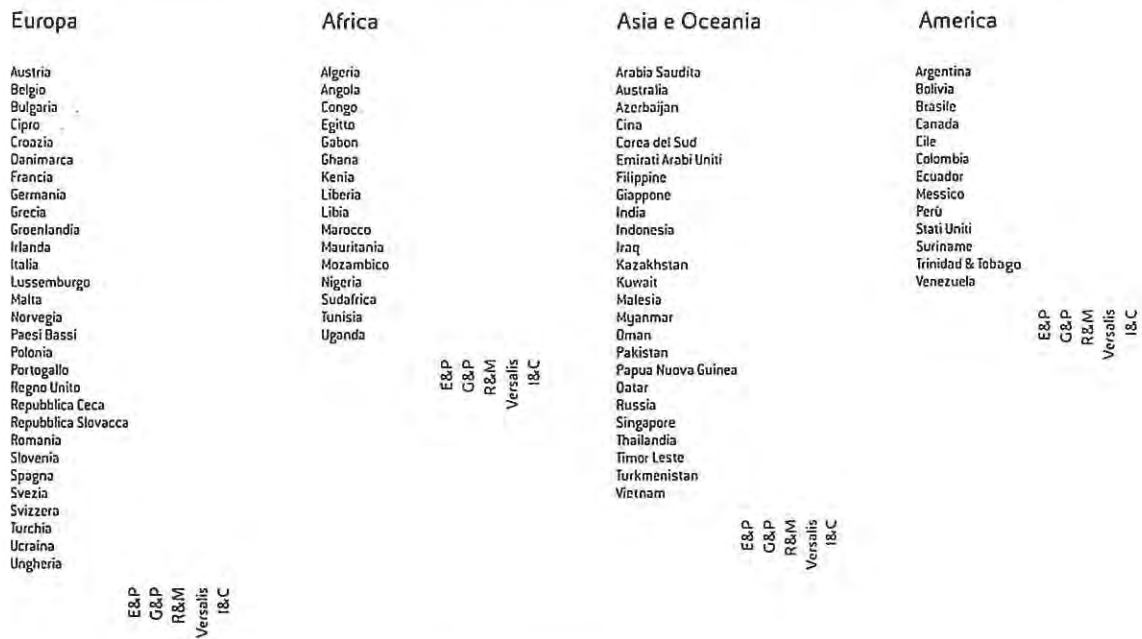 Europa
Austria
Belgio
Bulgaria
Cipro
Croazia
Danimarca
Francia
Germania
Grecia
Groenlandia
Irlanda
Italia
Lussemburgo
Malta
Norvegia
Paesi Bassi
Polonia
Portogallo
Regno Unito
Repubblica Ceca
Repubblica Slovacca
Romania
Slovenia
Spagna
Svezia
Svizzera
Turchia
Ucraina
Ungheria
E&P
G&P
R&M
Versalis
I&C
Africa
Algeria
Angola
Congo
Egitto
Gabon
Ghana
Kenia
Liberia
Libia
Marocco
Mauritania
Mozambico
Nigeria
Sudafrica
Tunisia
Uganda
E&P
G&P
R&M
Versalis
I&C
Asia e Oceania
Arabia Saudita
Australia
Azerbaijan
Cina
Corea del Sud
Emirati Arabi Uniti
Filippine
Giappone
India
Indonesia
Iraq
Kazakhstan
Kuwait
Malesia
Myanmar
Oman
Pakistan
Papua Nuova Guinea
Qatar
Russia
Singapore
Thailandia
Timor Leste
Turkmenistan
Vietnam
E&P
G&P
R&M
Versalis
I&C
America
Argentina
Bolivia
Brasile
Canada
Cile
Colombia
Ecuador
Messico
Perù
Stati Uniti
Suriname
Trinidad & Tobago
Venezuela
E&P
G&P
R&M
Versalis
I&C